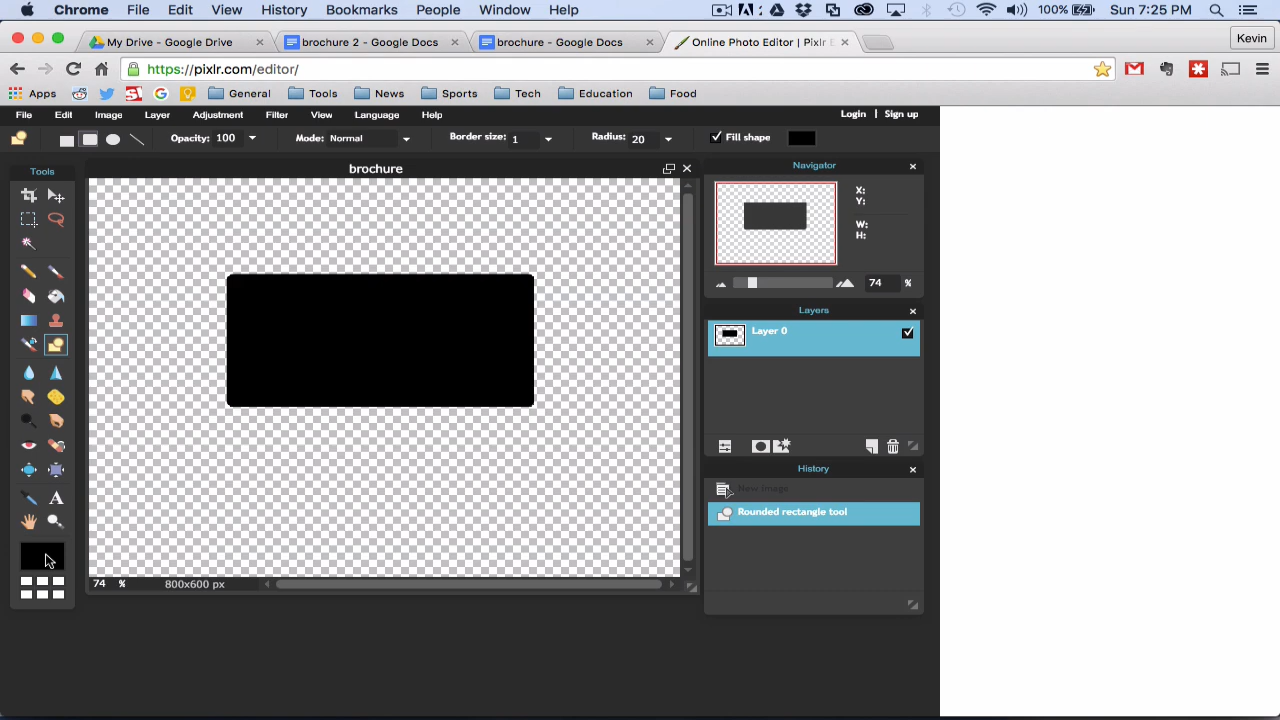 Chrome File Edit View History Bookmarks People Window Help 100% Sun 7:25 PM
My Drive - Google Drive brochure 2 - Google Docs brochure - Google Docs Online Photo Editor | Pixlr E Kevin
https://pixlr.com/editor/
Apps General Tools News Sports Tech Education Food
File Edit Image Layer Adjustment Filter View Language Help Login Sign up
Opacity: 100 Mode: Normal Border size: 1 Radius: 20 Fill shape
Tools
brochure
Navigator
X:
Y:
W:
H:
74 %
Layers
Layer 0
History
New image
Rounded rectangle tool
A
74 % 800x600 px